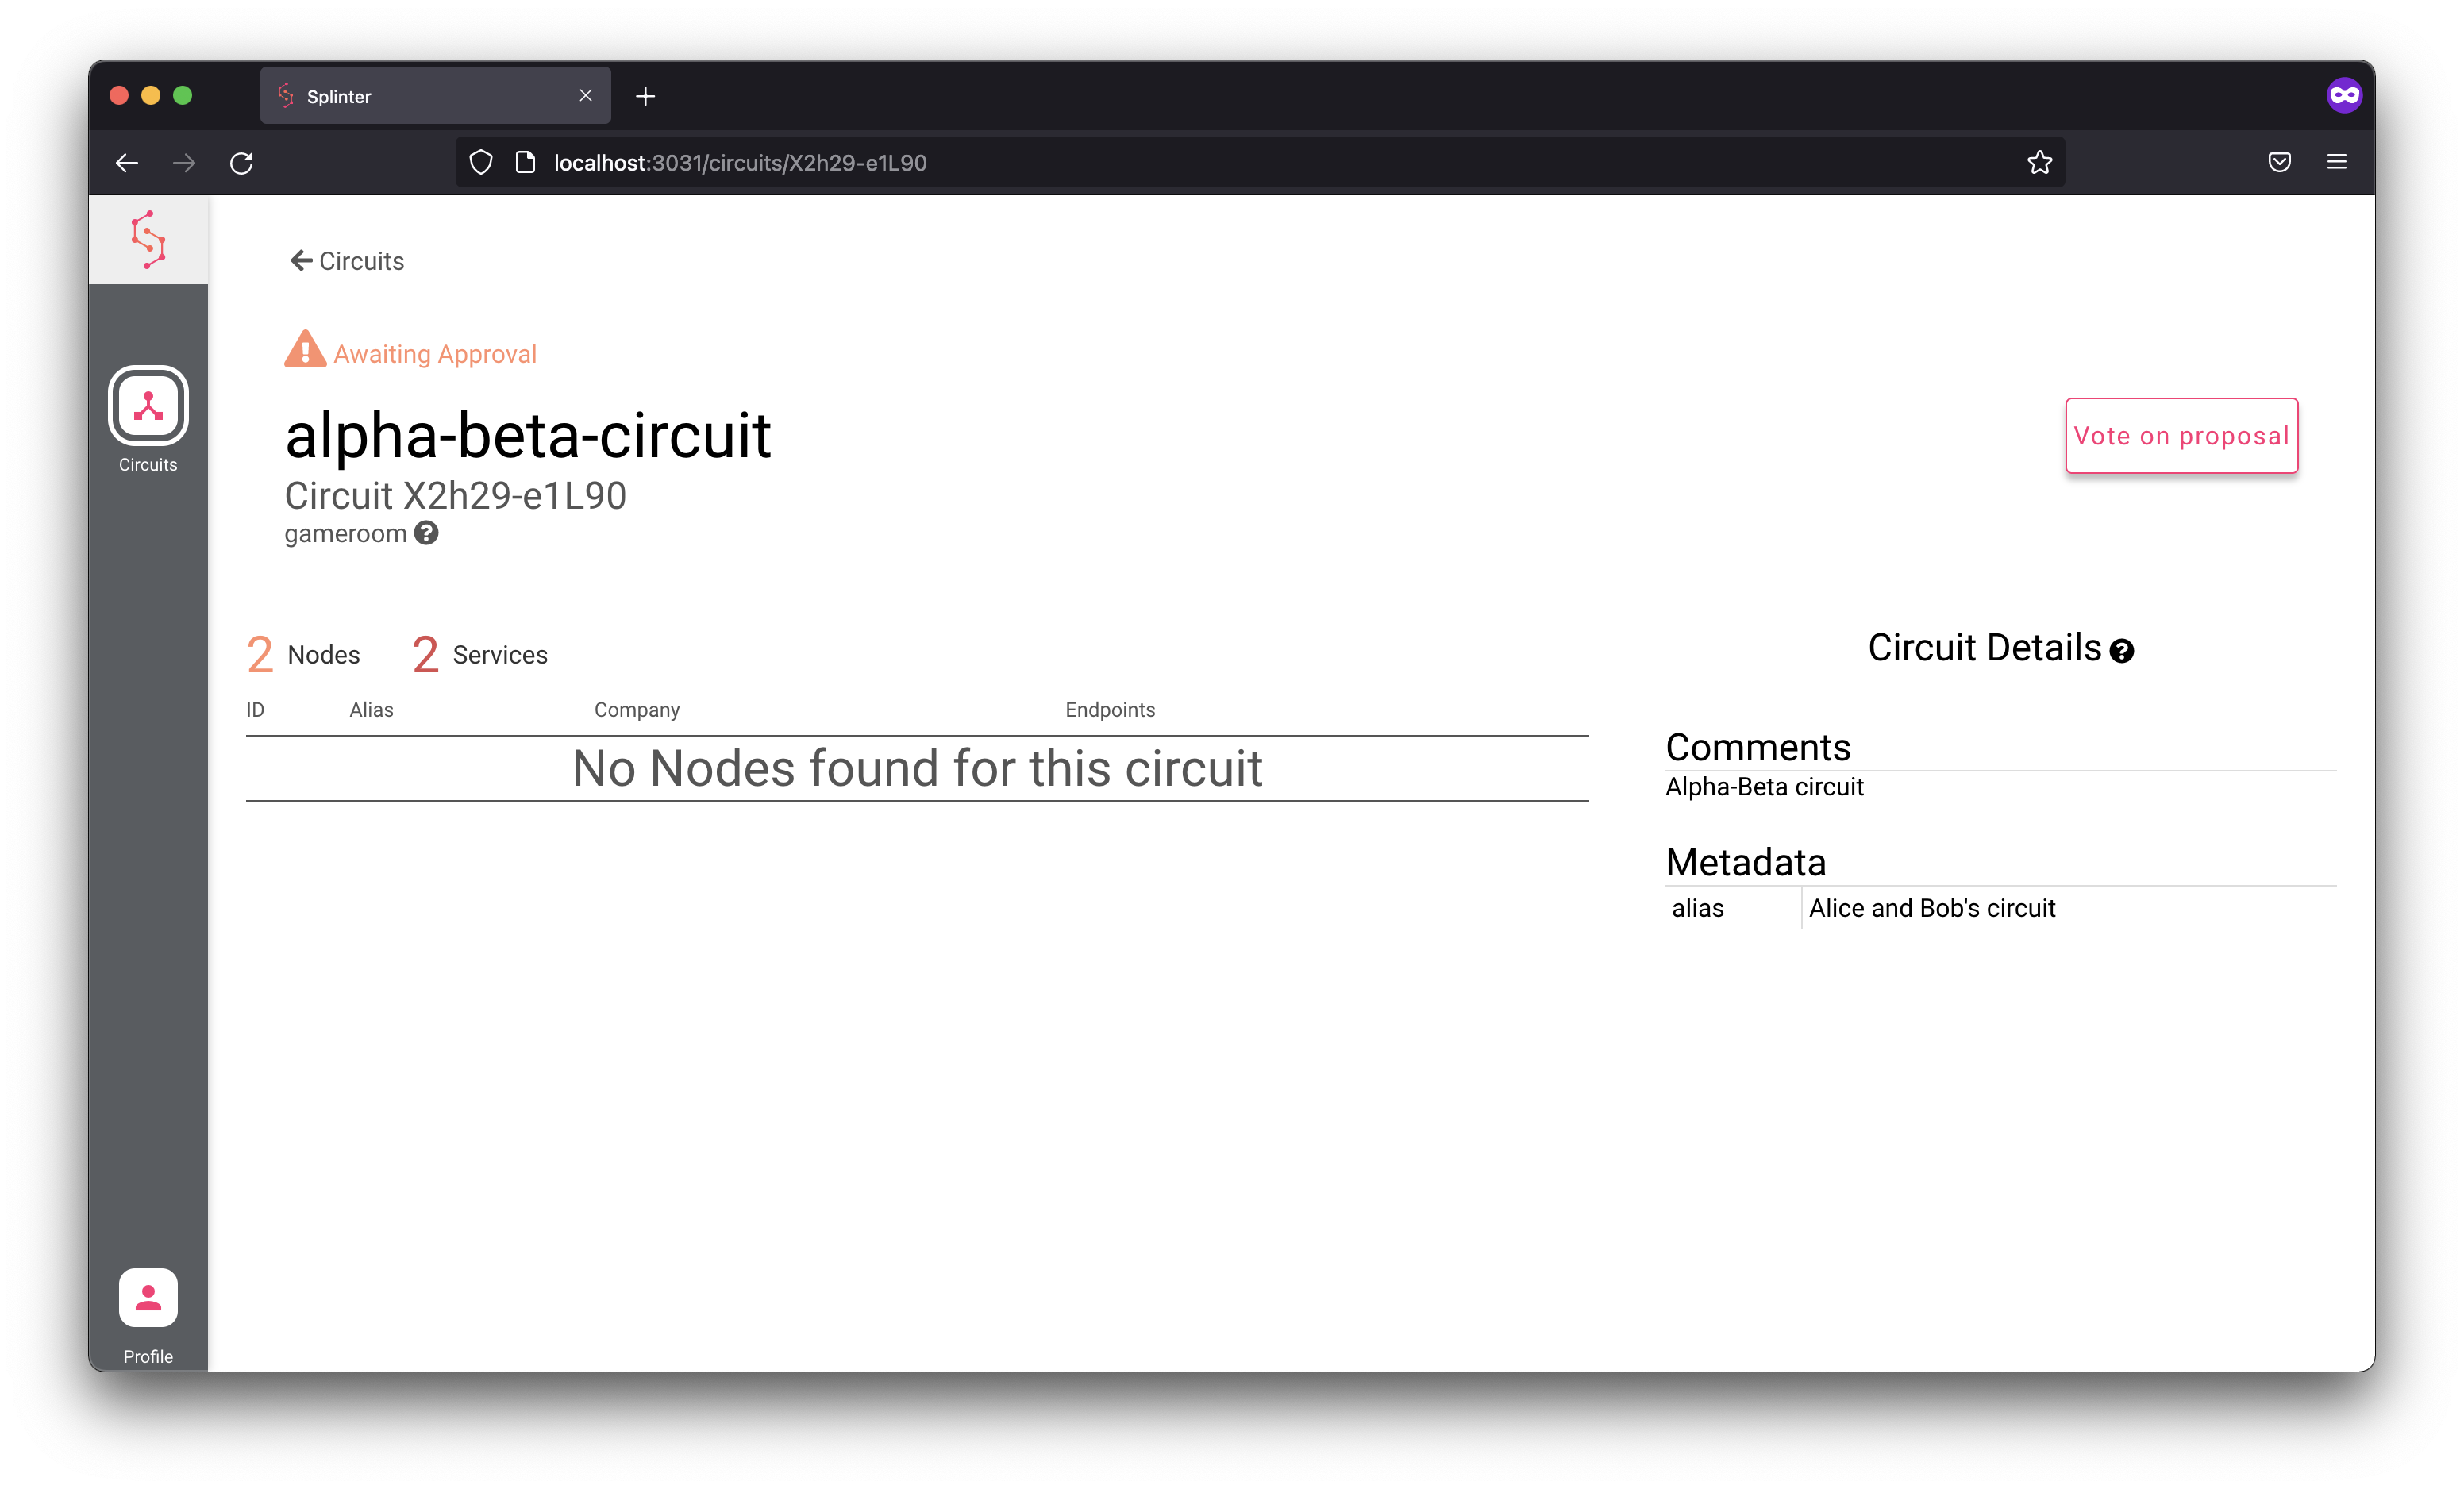 Splinter
localhost:3031/circuits/X2h29-e1L90
Circuits
Awaiting Approval
alpha-beta-circuit
Vote on proposal
Circuits
Circuit X2h29-e1L90
gameroom
2 Nodes 2 Services
Circuit Details
ID Alias Company Endpoints
No Nodes found for this circuit
Comments
Alpha-Beta circuit
Metadata
alias Alice and Bob's circuit
Profile